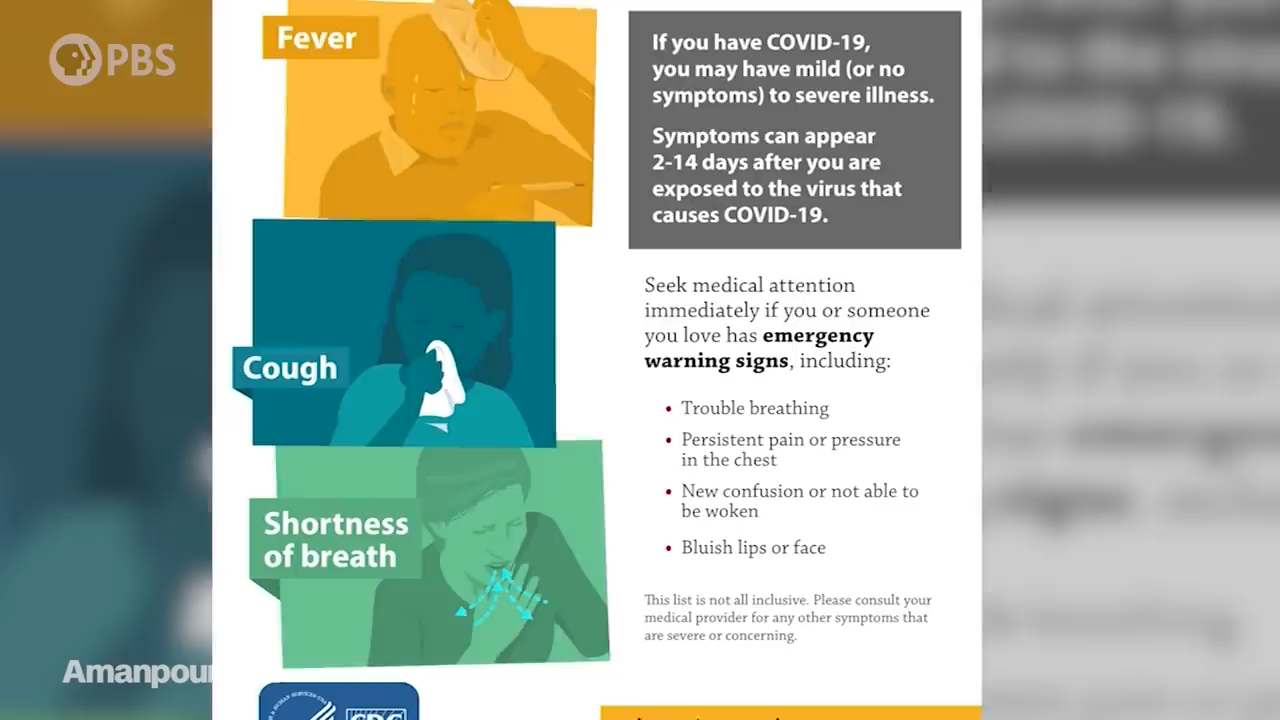 PBS
Fever
Cough
Shortness
of breath
If you have COVID-19,
you may have mild (or no
symptoms) to severe illness.
Symptoms can appear
2-14 days after you are
exposed to the virus that
causes COVID-19.
Seek medical attention
immediately if you or someone
you love has emergency
warning signs, including:
• Trouble breathing
• Persistent pain or pressure
in the chest
• New confusion or not able to
be woken
• Bluish lips or face
This list is not all inclusive. Please consult your
medical provider for any other symptoms that
are severe or concerning.
Amanpour
CDC